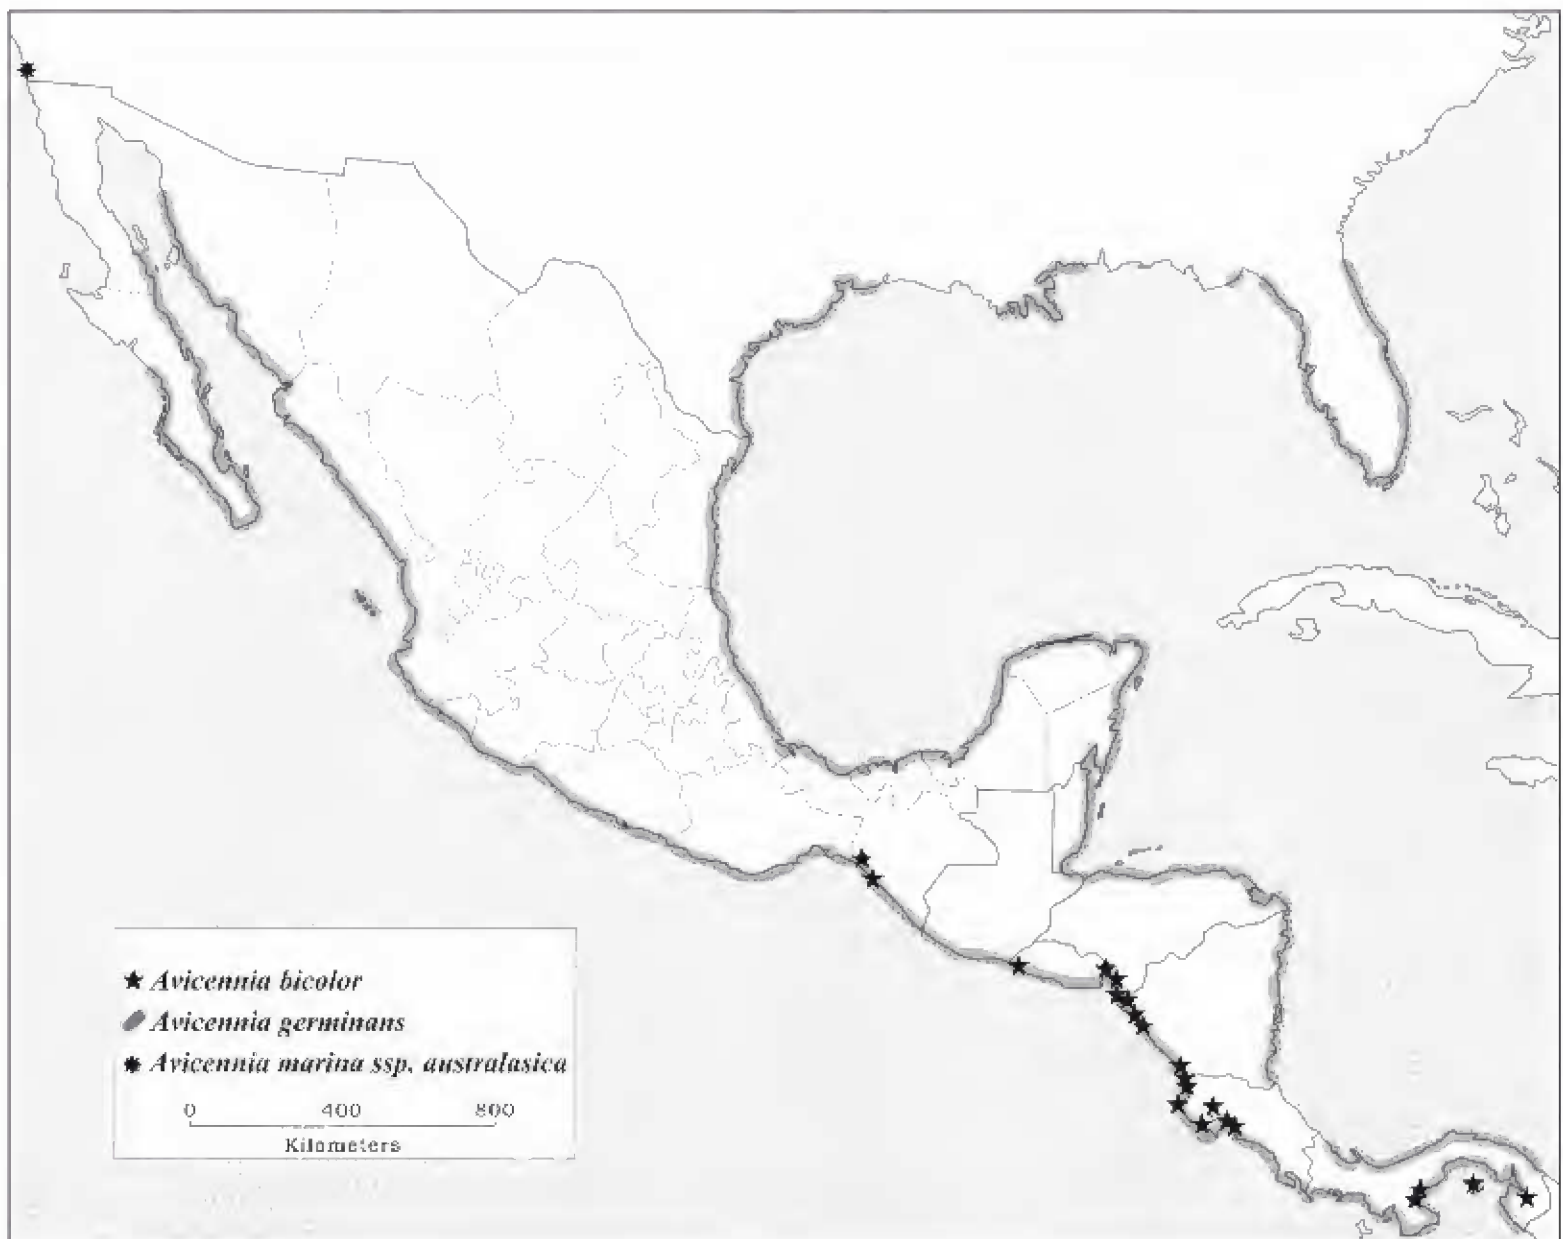 Avicennia bicolor
Avicennia germinans
Avicennia marina ssp. australasica
0 400 800
Kilometers